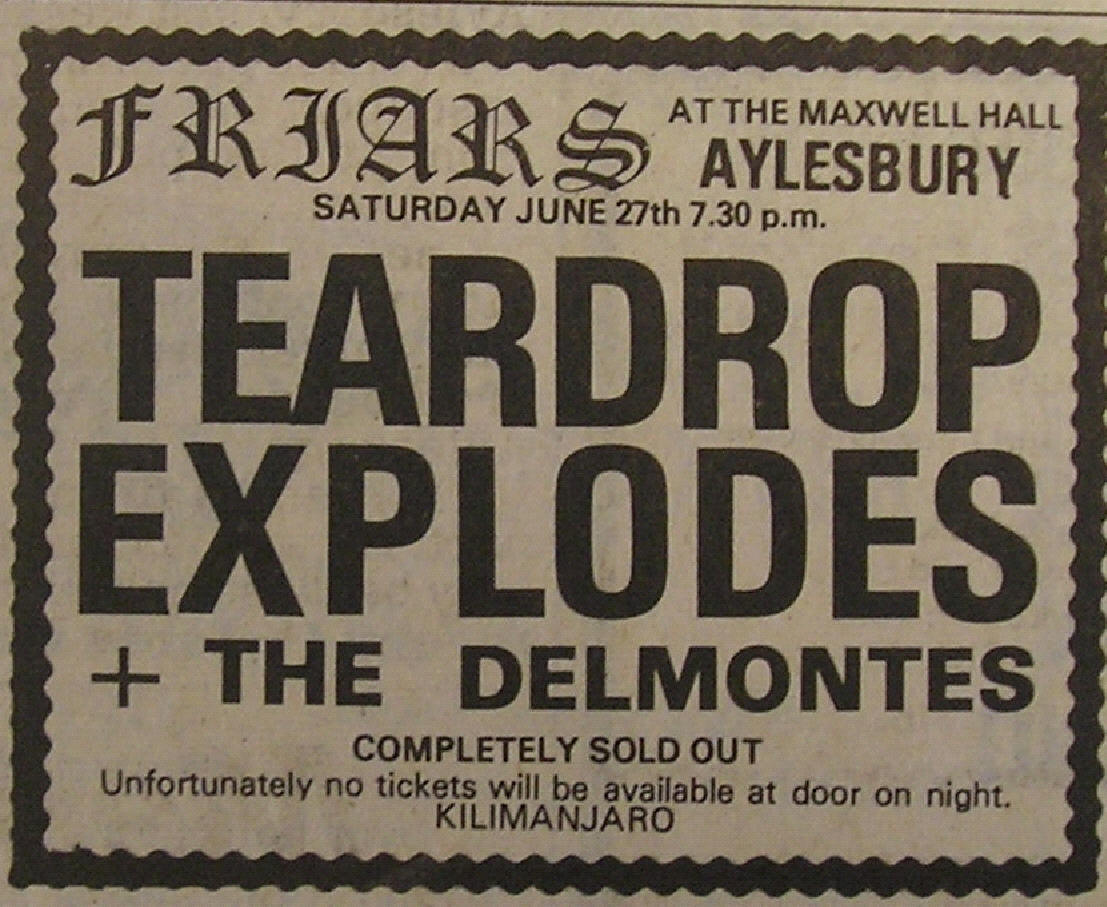 FRIARS AT THE MAXWELL HALL
AYLESBURY
SATURDAY JUNE 27th 7.30 p.m.
TEARDROP
EXPLODES
+ THE DELMONTES
COMPLETELY SOLD OUT
Unfortunately no tickets will be available at door on night.
KILIMANJARO